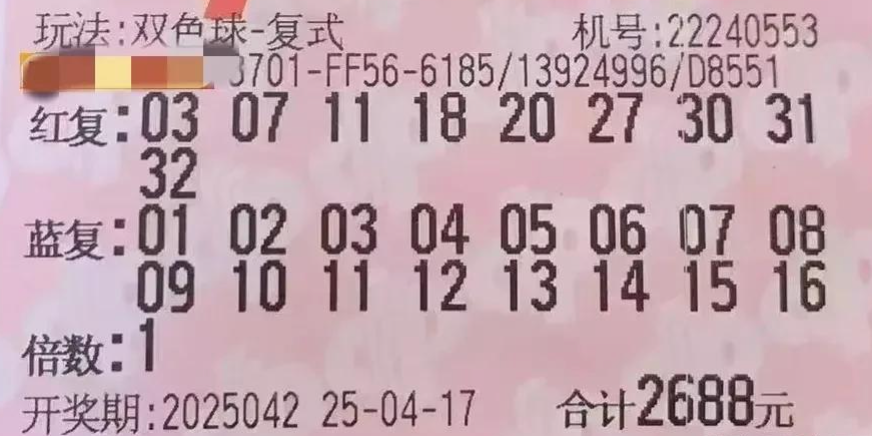 玩法:双色球-复式 机号:22240553
3701-FF56-6185/13924996/D8551
红复:03 07 11 18 20 27 30 31
32
蓝复:01 02 03 04 05 06 07 08
09 10 11 12 13 14 15 16
倍数:1
开奖期:2025042 25-04-17 合计2688元